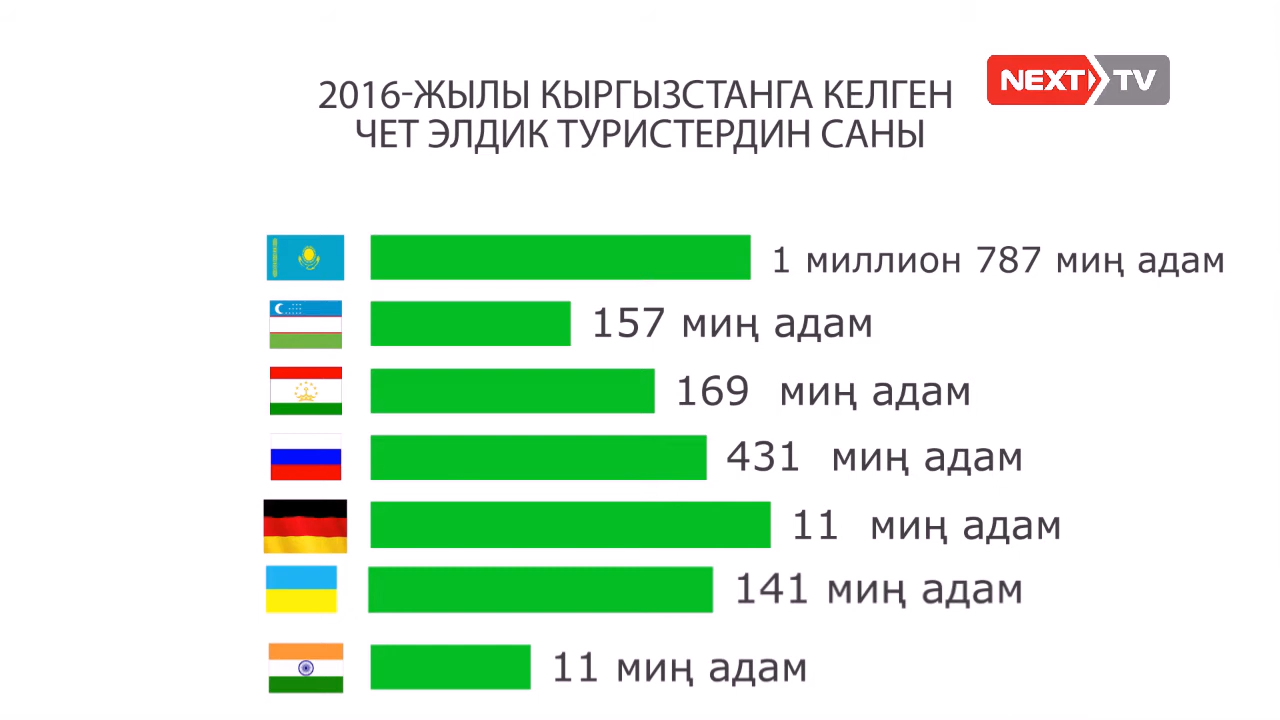 2016-ЖЫЛЫ КЫРГЫЗСТАНГА КЕЛГЕН
ЧЕТ ЭЛДИК ТУРИСТЕРДИН САНЫ
NEXT TV
1 миллион 787 миң адам
157 миң адам
169 миң адам
431 миң адам
11 миң адам
141 миң адам
11 миң адам